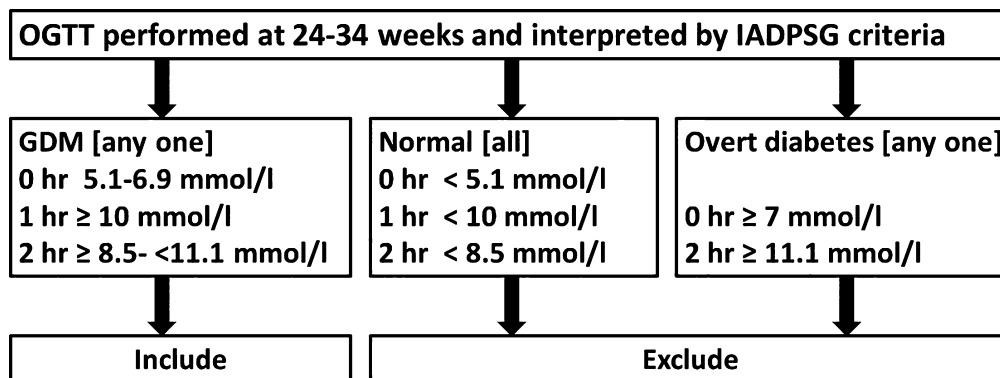 OGTT performed at 24-34 weeks and interpreted by IADPSG criteria
GDM [any one]
0 hr  5.1-6.9 mmol/l
1 hr ≥ 10 mmol/l
2 hr ≥ 8.5- <11.1 mmol/l
Normal [all]
0 hr  < 5.1 mmol/l
1 hr  < 10 mmol/l
2 hr  < 8.5 mmol/l
Overt diabetes [any one]
0 hr ≥ 7 mmol/l
2 hr ≥ 11.1 mmol/l
Include
Exclude